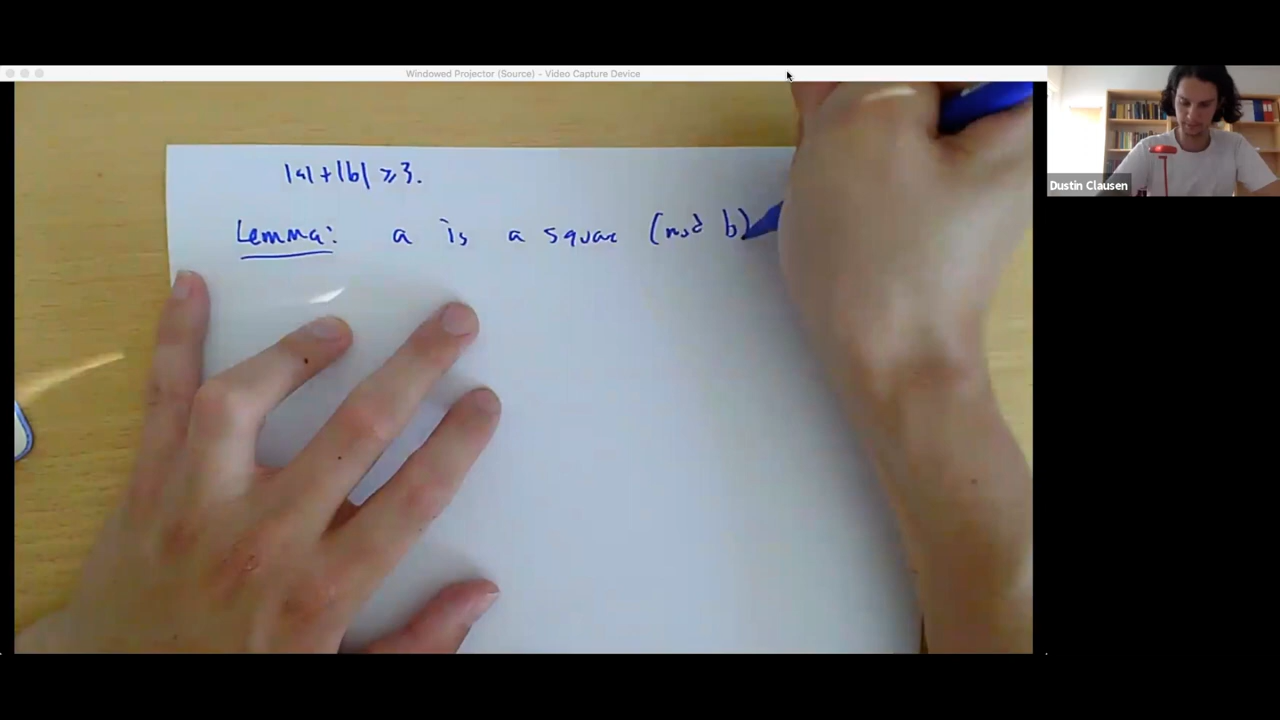 Windowed Projector (Source) - Video Capture Device
|a| + |b| ≥ 3.
Lemma: a is a square (mod b)
Dustin Clausen